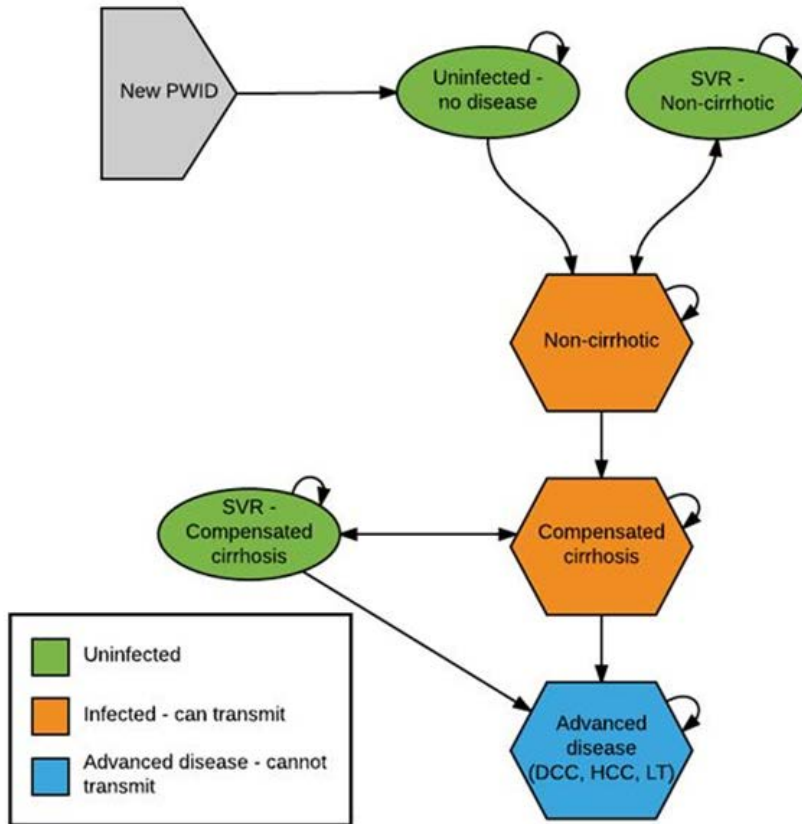 New PWID
Uninfected -
no disease
SVR -
Non-cirrhotic
Non-cirrhotic
SVR -
Compensated
cirrhosis
Compensated
cirrhosis
Advanced
disease
(DCC, HCC, LT)
Uninfected
Infected - can transmit
Advanced disease - cannot
transmit